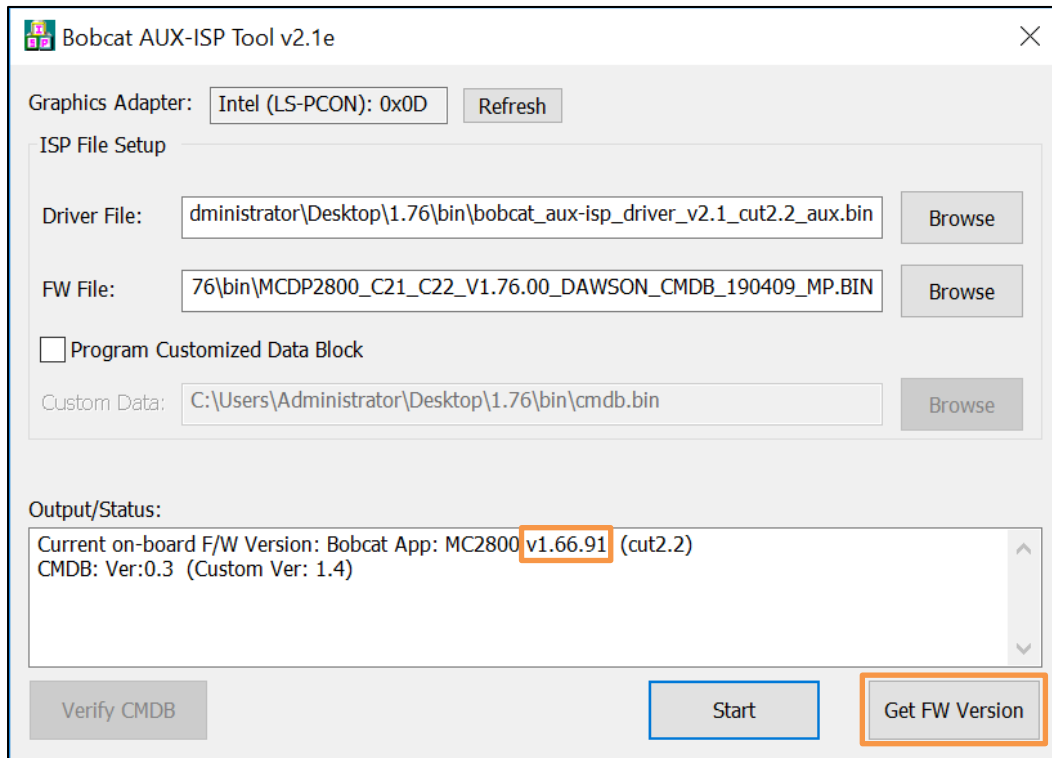 Bobcat AUX-ISP Tool v2.1e
Graphics Adapter: Intel (LS-PCON): 0x0D Refresh
ISP File Setup
Driver File: dministrator\Desktop\1.76\bin\bobcat_aux-isp_driver_v2.1_cut2.2_aux.bin Browse
FW File: 76\bin\MCDP2800_C21_C22_V1.76.00_DAWSON_CMDB_190409_MP.BIN Browse
Program Customized Data Block
Custom Data: C:\Users\Administrator\Desktop\1.76\bin\cmdb.bin Browse
Output/Status:
Current on-board F/W Version: Bobcat App: MC2800 v1.66.91 (cut2.2)
CMDB: Ver:0.3 (Custom Ver: 1.4)
Verify CMDB Start Get FW Version